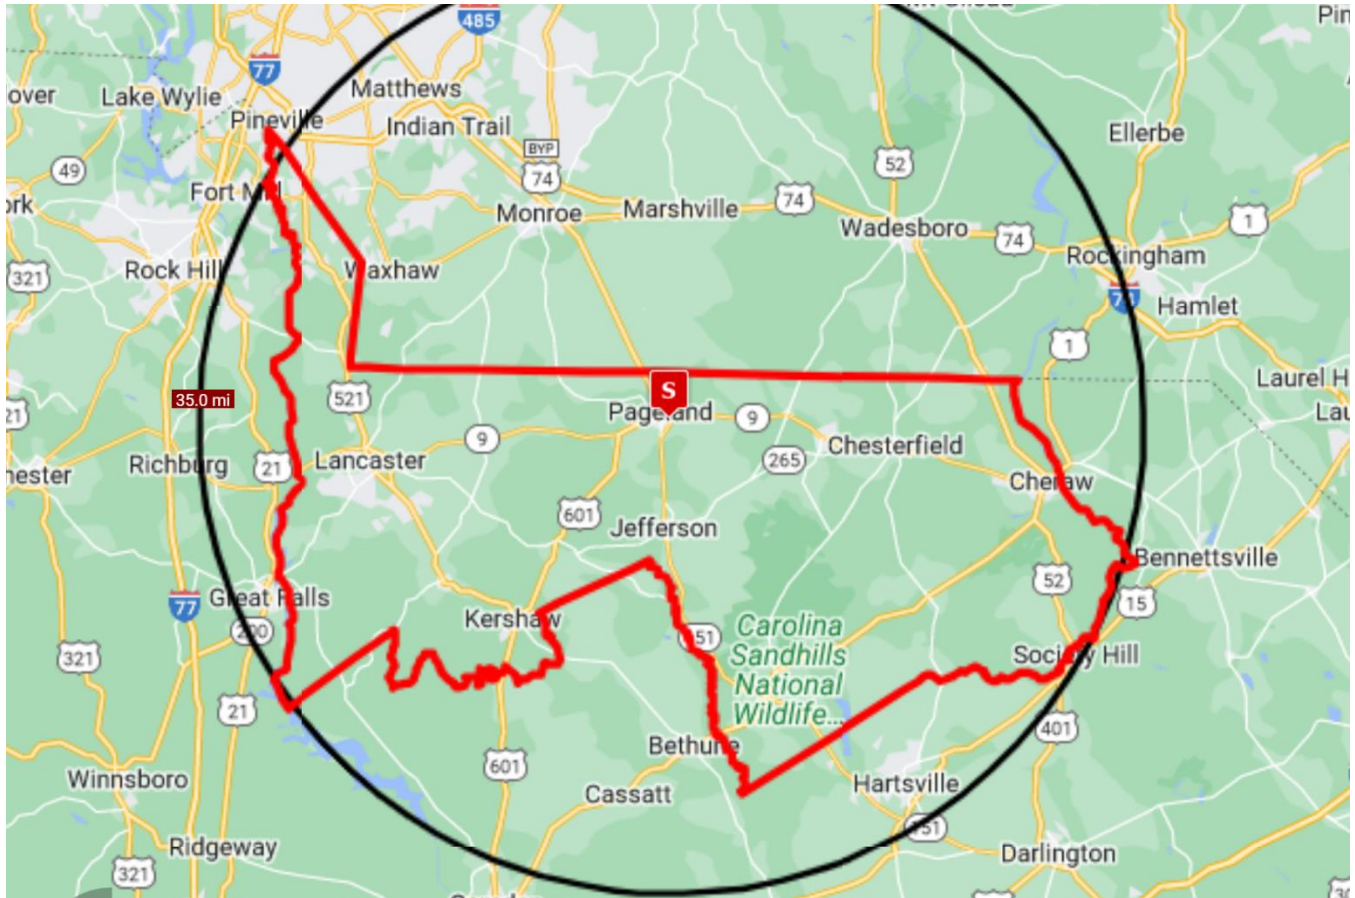 485
77
Matthews
Lake Wylie
Pineville
Indian Trail
BYP
74
49
Fort Mill
Ellerbe
52
74
Monroe
Marshville
Wadesboro
74
1
Rockingham
321
Rock Hill
Waxhaw
Hamlet
1
35.0 mi
S
521
Pageland
9
9
Chesterfield
265
Richburg
21
Lancaster
Cheraw
601
Jefferson
Bennettsville
52
15
77
Great Falls
200
Kershaw
151
Carolina
Sandhills
National
Wildlife...
Society Hill
321
21
401
Bethune
601
Winnsboro
Cassatt
Hartsville
151
Ridgeway
Darlington
321